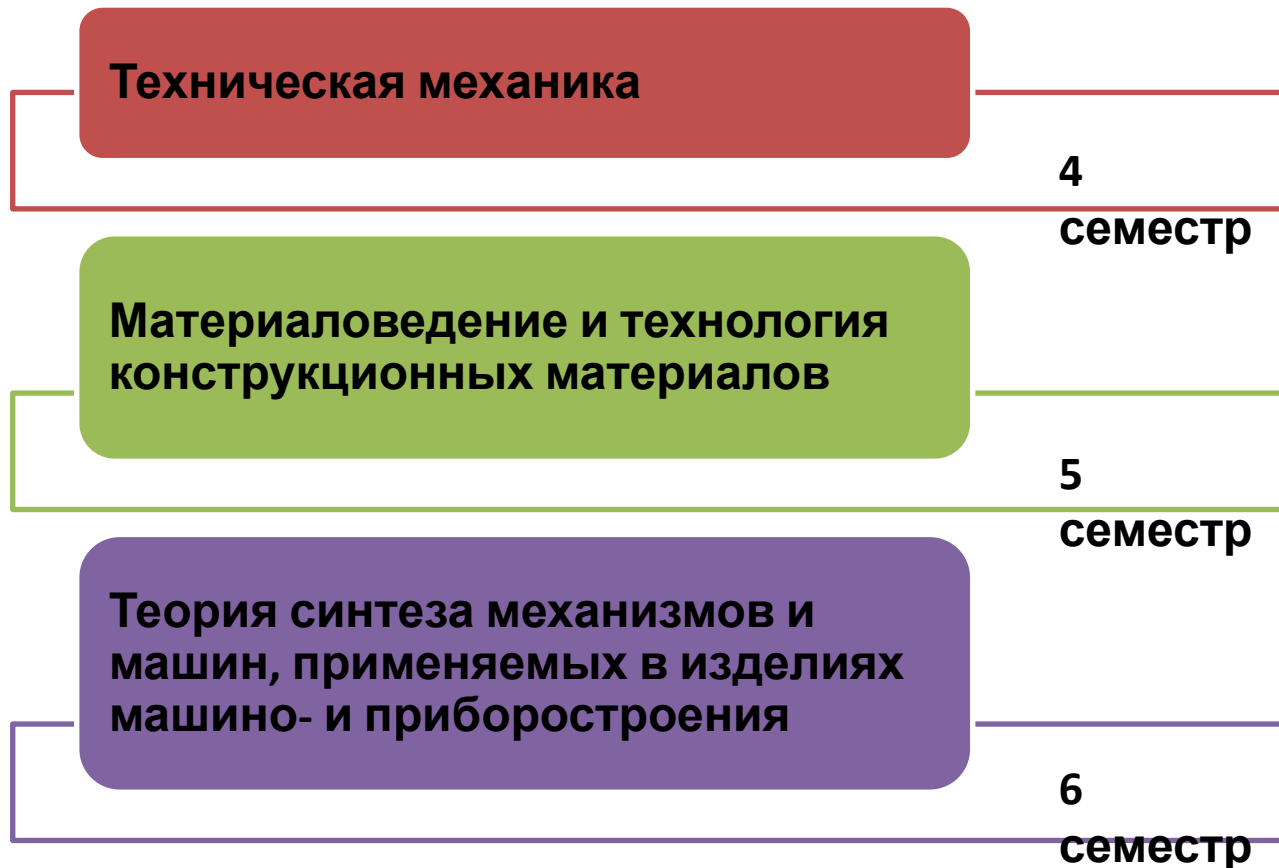 Техническая механика
4
семестр
Материаловедение и технология
конструкционных материалов
5
семестр
Теория синтеза механизмов и
машин, применяемых в изделиях
машино- и приборостроения
6
семестр